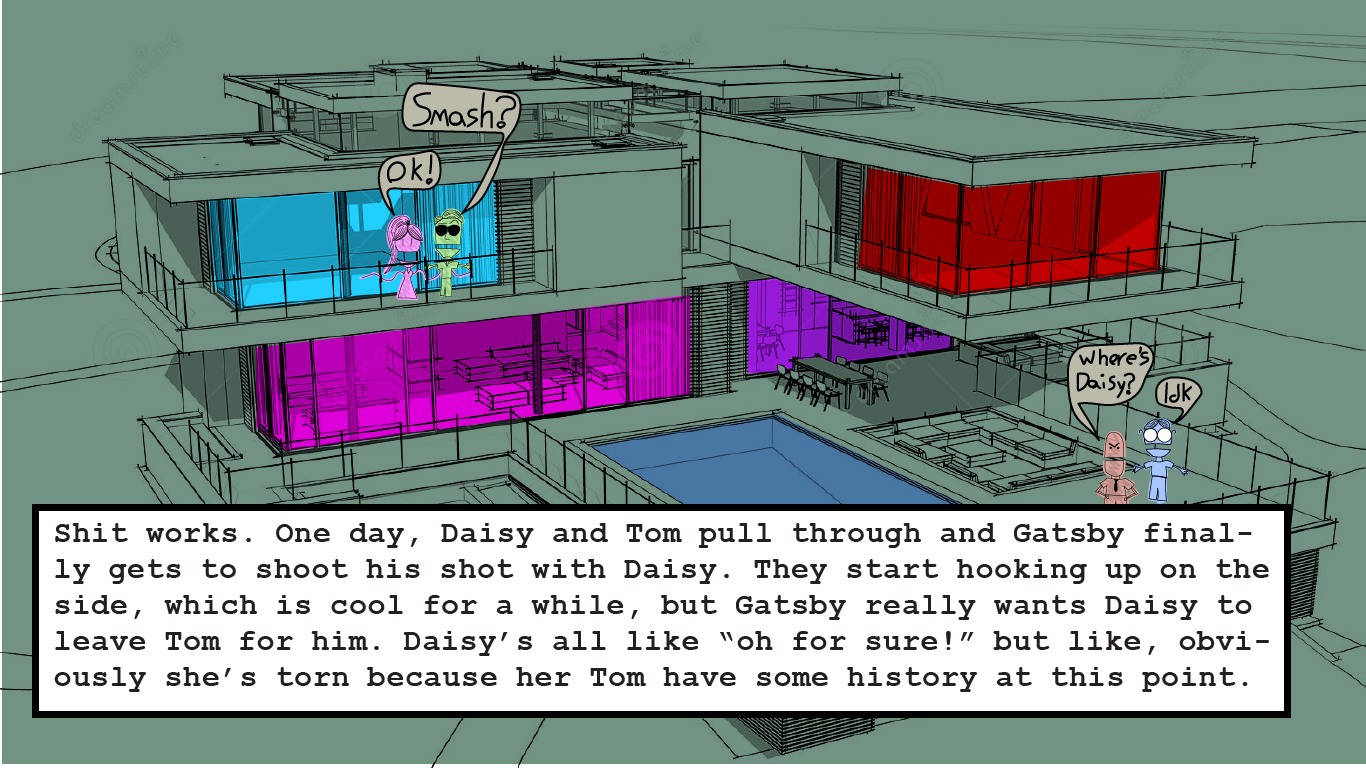 Smash?
Ok!
Where's
Daisy?
Idk
Shit works. One day, Daisy and Tom pull through and Gatsby final-
ly gets to shoot his shot with Daisy. They start hooking up on the
side, which is cool for a while, but Gatsby really wants Daisy to
leave Tom for him. Daisy’s all like “oh for sure!” but like, obvi-
ously she’s torn because her Tom have some history at this point.